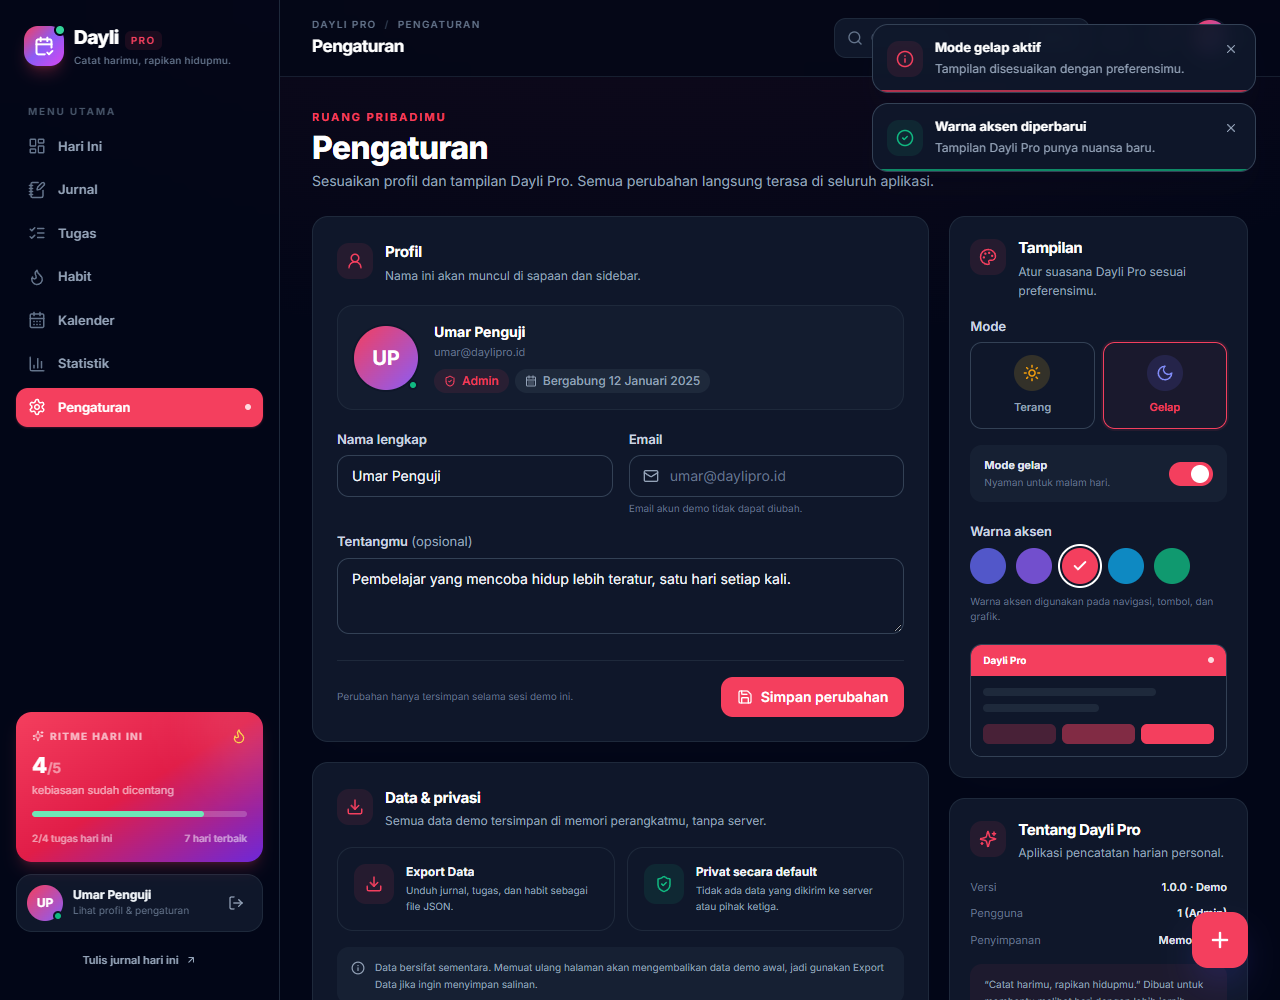 Dayli PRO
Catat harimu, rapikan hidupmu.
MENU UTAMA
Hari Ini
Jurnal
Tugas
Habit
Kalender
Statistik
Pengaturan
RITME HARI INI
4/5
kebiasaan sudah dicentang
2/4 tugas hari ini
7 hari terbaik
UP
Umar Penguji
Lihat profil & pengaturan
Tulis jurnal hari ini
DAYLI PRO / PENGATURAN
Pengaturan
Mode gelap aktif
Tampilan disesuaikan dengan preferensimu.
Warna aksen diperbarui
Tampilan Dayli Pro punya nuansa baru.
RUANG PRIBADIMU
Pengaturan
Sesuaikan profil dan tampilan Dayli Pro. Semua perubahan langsung terasa di seluruh aplikasi.
Profil
Nama ini akan muncul di sapaan dan sidebar.
UP
Umar Penguji
umar@daylipro.id
Admin
Bergabung 12 Januari 2025
Nama lengkap
Umar Penguji
Email
umar@daylipro.id
Email akun demo tidak dapat diubah.
Tentangmu (opsional)
Pembelajar yang mencoba hidup lebih teratur, satu hari setiap kali.
Perubahan hanya tersimpan selama sesi demo ini.
Simpan perubahan
Data & privasi
Semua data demo tersimpan di memori perangkatmu, tanpa server.
Export Data
Unduh jurnal, tugas, dan habit sebagai
file JSON.
Privat secara default
Tidak ada data yang dikirim ke server
atau pihak ketiga.
Data bersifat sementara. Memuat ulang halaman akan mengembalikan data demo awal, jadi gunakan Export
Data jika ingin menyimpan salinan.
Tampilan
Atur suasana Dayli Pro sesuai
preferensimu.
Mode
Terang
Gelap
Mode gelap
Nyaman untuk malam hari.
Warna aksen
Warna aksen digunakan pada navigasi, tombol, dan
grafik.
Dayli Pro
Tentang Dayli Pro
Aplikasi pencatatan harian personal.
Versi
1.0.0 · Demo
Pengguna
1 (Admin)
Penyimpanan
Memo
"Catat harimu, rapikan hidupmu." Dibuat untuk